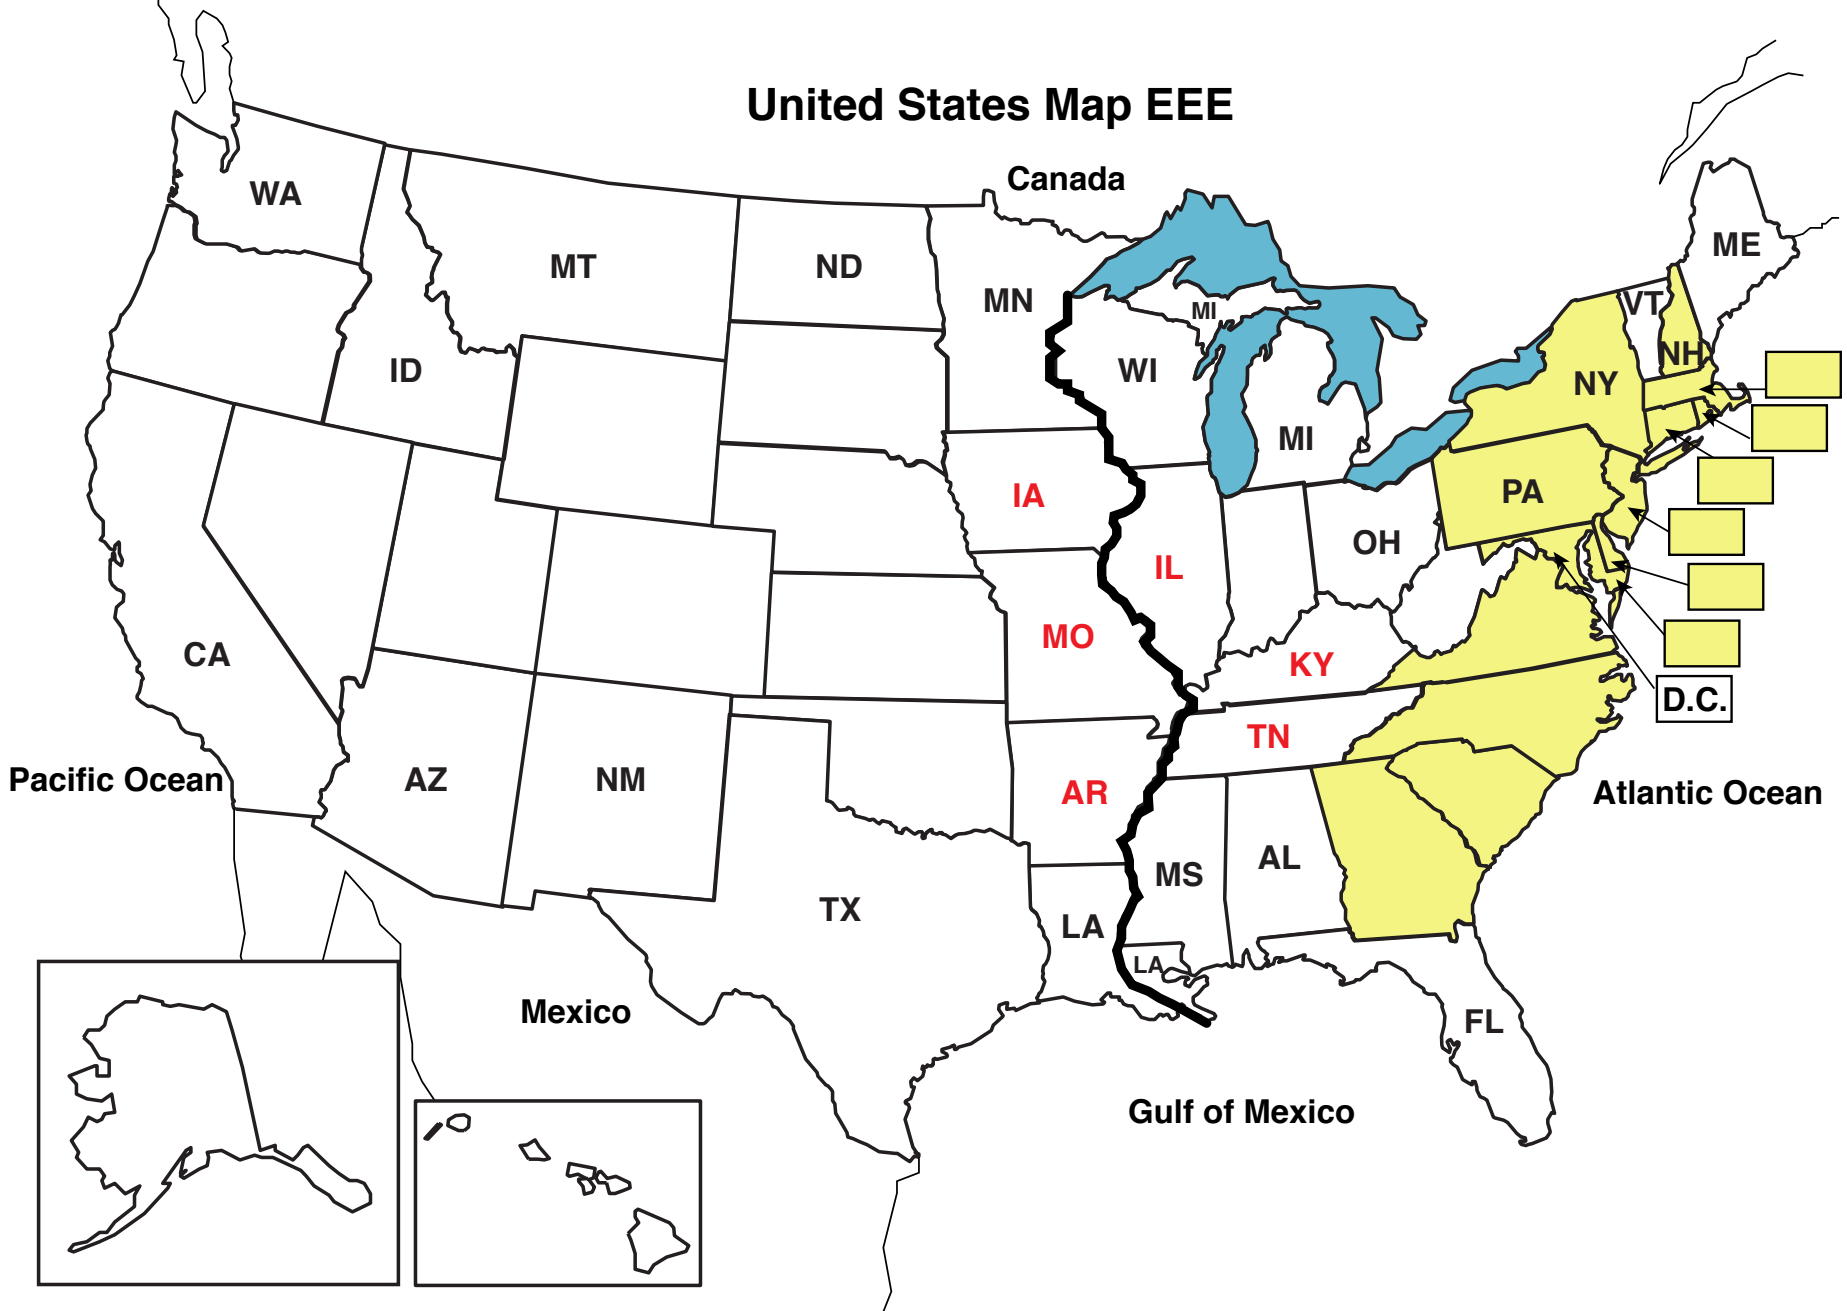 United States Map EEE
Canada
WA
MT
ND
MN
MI
VT
ME
NH
ID
WI
NY
MI
IA
PA
OH
IL
MO
KY
CA
D.C.
TN
Pacific Ocean
AZ
NM
AR
Atlantic Ocean
MS
AL
TX
LA
LA
Mexico
FL
Gulf of Mexico